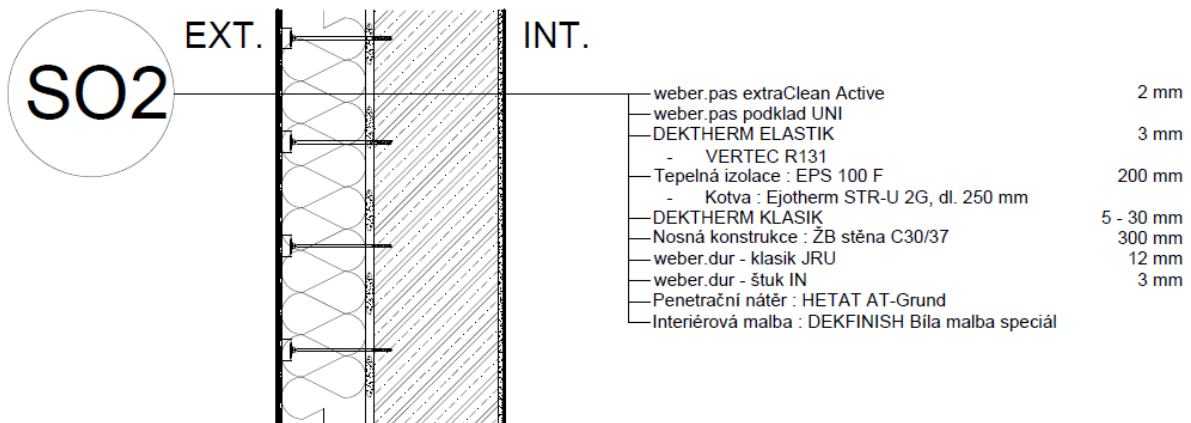 SO2
EXT.
INT.
weber.pas extraClean Active 2 mm
weber.pas podklad UNI
DEKTHERM ELASTIK 3 mm
- VERTEC R131
Tepelná izolace : EPS 100 F 200 mm
- Kotva : Ejotherm STR-U 2G, dl. 250 mm
DEKTHERM KLASIK 5 - 30 mm
Nosná konstrukce : ŽB stěna C30/37 300 mm
weber.dur - klasik JRU 12 mm
weber.dur - štuk IN 3 mm
Penetrační nátěr : HETAT AT-Grund
Interiérová malba : DEKFINISH Bíla malba speciál